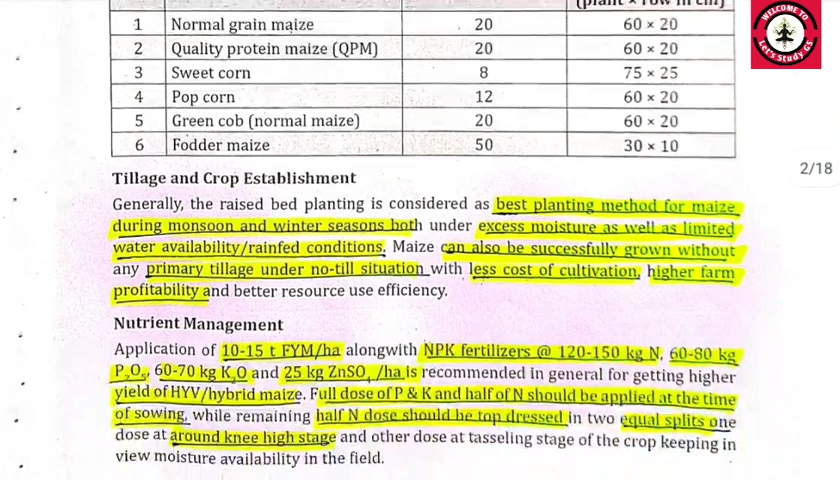 (plant × row in cm)
1 Normal grain maize 20 60 × 20
2 Quality protein maize (QPM) 20 60 × 20
3 Sweet corn 8 75 × 25
4 Pop corn 12 60 × 20
5 Green cob (normal maize) 20 60 × 20
6 Fodder maize 50 30 × 10
WELCOME TO
Let's Study GS
2/18
Tillage and Crop Establishment
Generally, the raised bed planting is considered as best planting method for maize
during monsoon and winter seasons both under excess moisture as well as limited
water availability/rainfed conditions. Maize can also be successfully grown without
any primary tillage under no-till situation with less cost of cultivation, higher farm
profitability and better resource use efficiency.
Nutrient Management
Application of 10-15 t FYM/ha alongwith NPK fertilizers @ 120-150 kg N, 60-80 kg
P₂O₅, 60-70 kg K₂O and 25 kg ZnSO₄ /ha is recommended in general for getting higher
yield of HYV/hybrid maize. Full dose of P & K and half of N should be applied at the time
of sowing, while remaining half N dose should be top dressed in two equal splits one
dose at around knee high stage and other dose at tasseling stage of the crop keeping in
view moisture availability in the field.